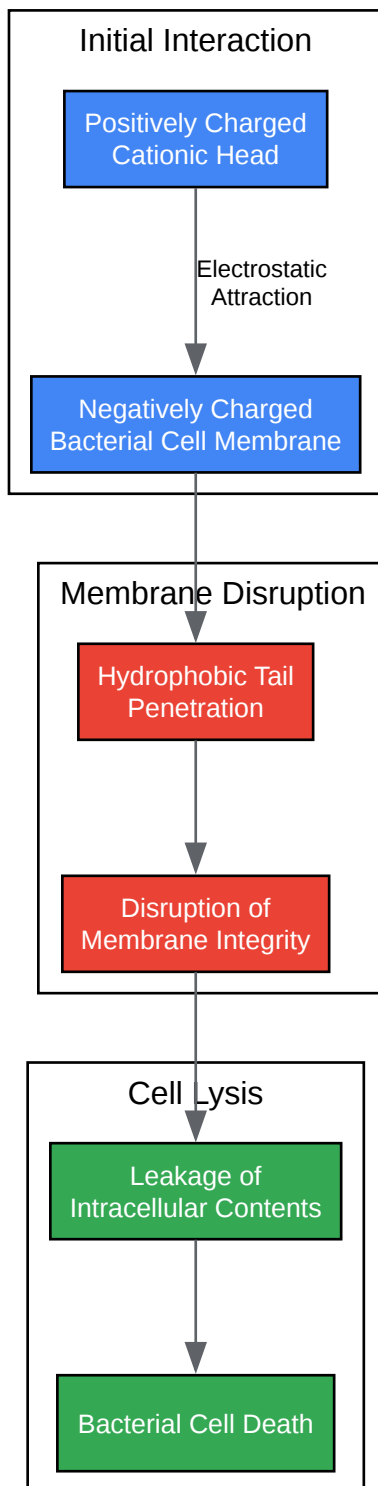 Initial Interaction
Positively Charged
Cationic Head
Electrostatic
Attraction
Negatively Charged
Bacterial Cell Membrane
Membrane Disruption
Hydrophobic Tail
Penetration
Disruption of
Membrane Integrity
Cell Lysis
Leakage of
Intracellular Contents
Bacterial Cell Death